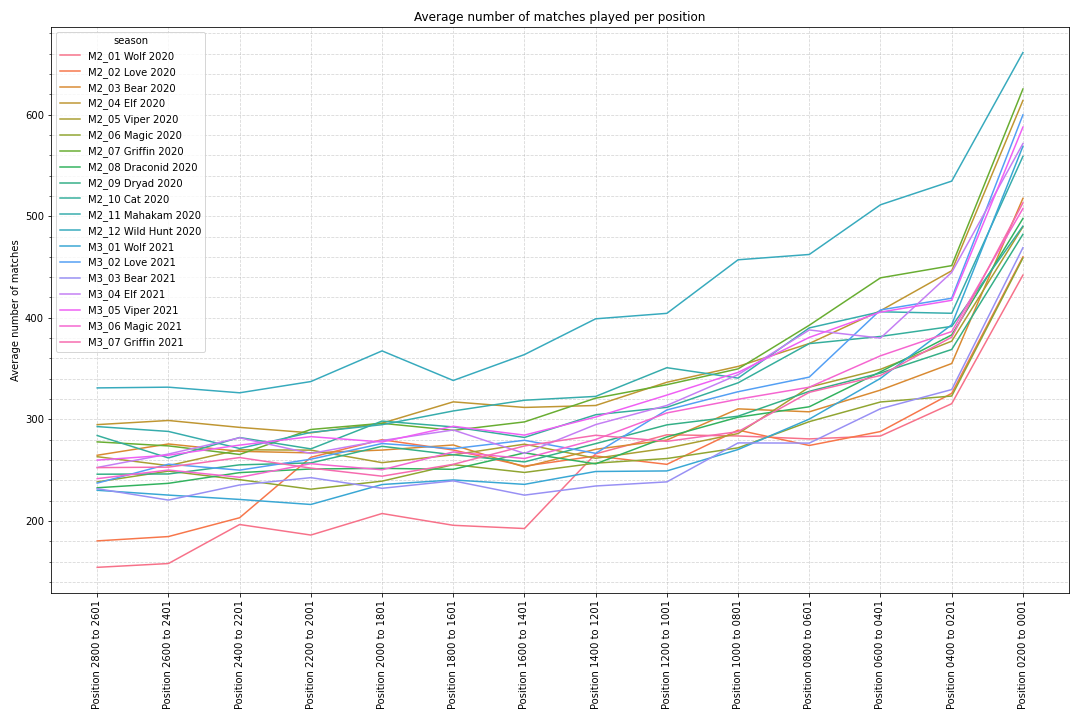 Average number of matches played per position
season
M2_01 Wolf 2020
M2_02 Love 2020
M2_03 Bear 2020
M2_04 Elf 2020
M2_05 Viper 2020
M2_06 Magic 2020
M2_07 Griffin 2020
M2_08 Draconid 2020
M2_09 Dryad 2020
M2_10 Cat 2020
M2_11 Mahakam 2020
M2_12 Wild Hunt 2020
M3_01 Wolf 2021
M3_02 Love 2021
M3_03 Bear 2021
M3_04 Elf 2021
M3_05 Viper 2021
M3_06 Magic 2021
M3_07 Griffin 2021
Average number of matches
600
500
400
300
200
Position 2800 to 2601
Position 2600 to 2401
Position 2400 to 2201
Position 2200 to 2001
Position 2000 to 1801
Position 1800 to 1601
Position 1600 to 1401
Position 1400 to 1201
Position 1200 to 1001
Position 1000 to 0801
Position 0800 to 0601
Position 0600 to 0401
Position 0400 to 0201
Position 0200 to 0001